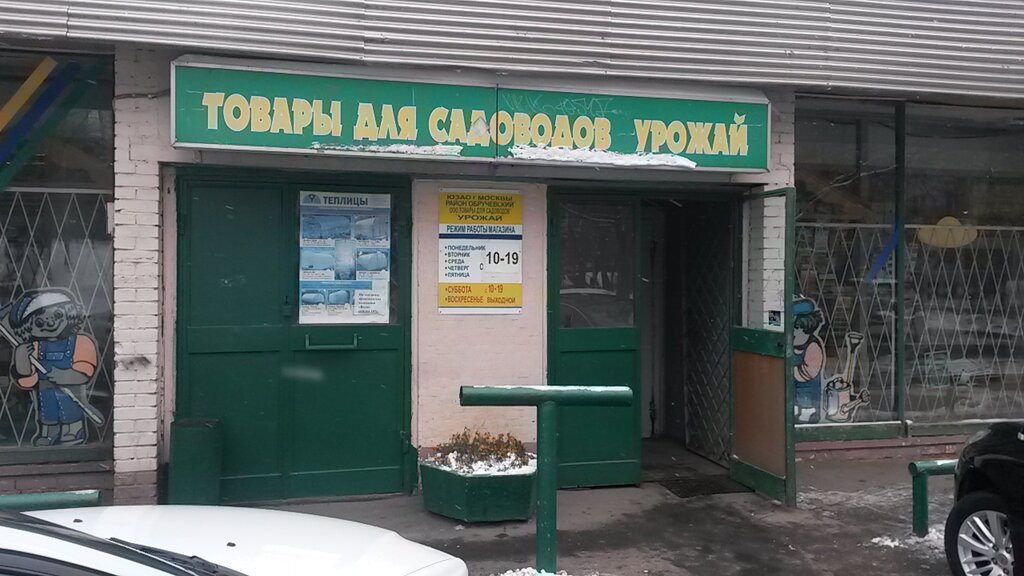 ТОВАРЫ ДЛЯ САДОВОДОВ УРОЖАЙ
ТЕПЛИЦЫ
ЮЗАО г МОСКВЫ
РАЙОН ОБРУЧЕВСКИЙ
ООО"ТОВАРЫ ДЛЯ САДОВОДОВ"
УРОЖАЙ
РЕЖИМ РАБОТЫ МАГАЗИНА
• ПОНЕДЕЛЬНИК
• ВТОРНИК
• СРЕДА
• ЧЕТВЕРГ
• ПЯТНИЦА
с 10-19
• СУББОТА с 10-19
• ВОСКРЕСЕНЬЕ ВЫХОДНОЙ